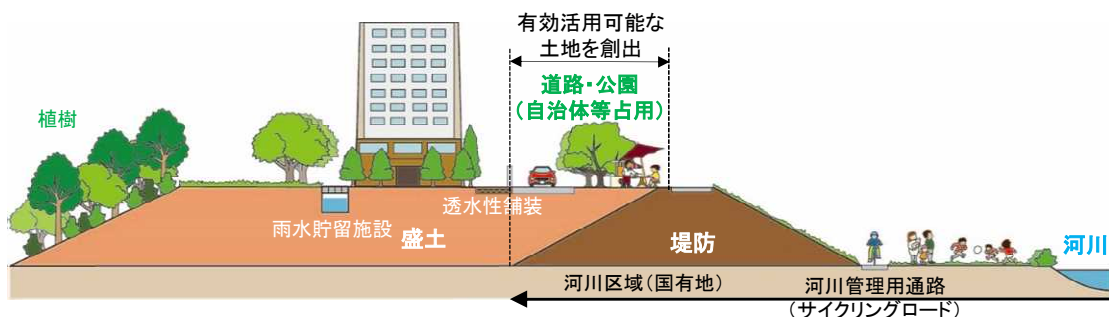 有効活用可能な
土地を創出
道路・公園
(自治体等占用)
植樹
透水性舗装
雨水貯留施設
盛土
堤防
河川
河川区域(国有地)
河川管理用通路
(サイクリングロード)